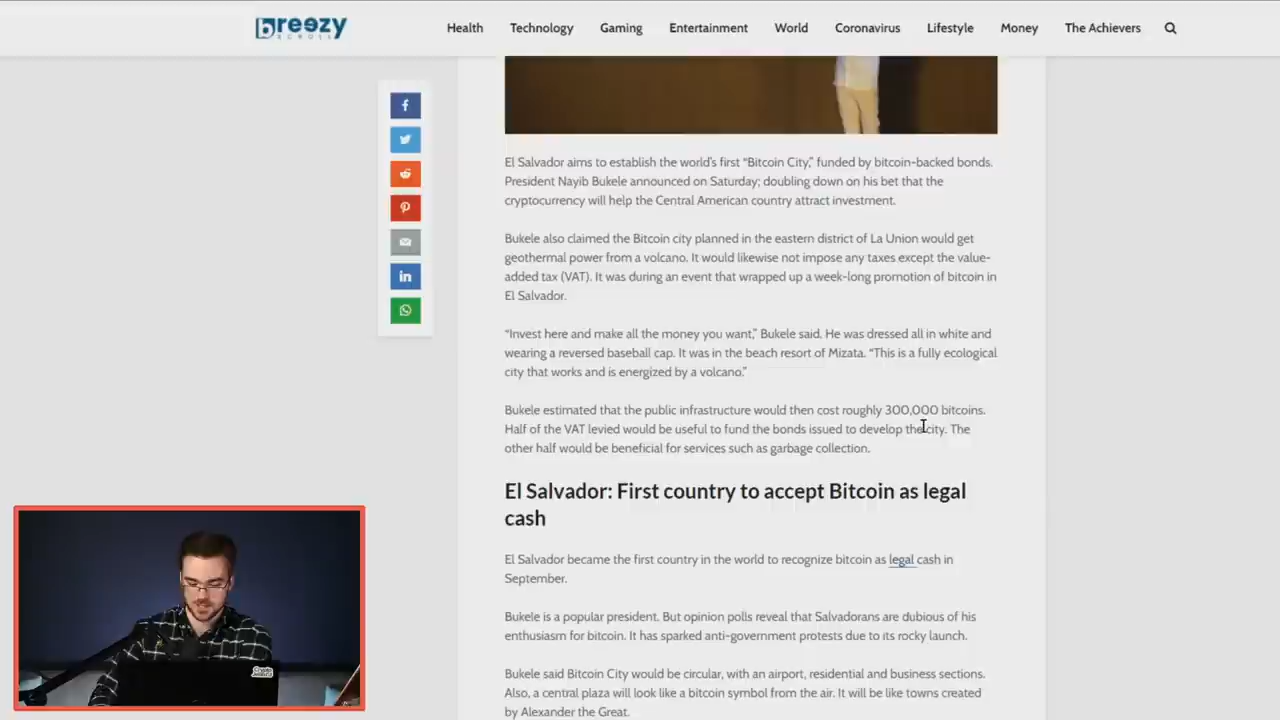 breezy
SCROLL
Health Technology Gaming Entertainment World Coronavirus Lifestyle Money The Achievers
El Salvador aims to establish the world's first “Bitcoin City,” funded by bitcoin-backed bonds.
President Nayib Bukele announced on Saturday; doubling down on his bet that the
cryptocurrency will help the Central American country attract investment.
Bukele also claimed the Bitcoin city planned in the eastern district of La Union would get
geothermal power from a volcano. It would likewise not impose any taxes except the value-
added tax (VAT). It was during an event that wrapped up a week-long promotion of bitcoin in
El Salvador.
“Invest here and make all the money you want,” Bukele said. He was dressed all in white and
wearing a reversed baseball cap. It was in the beach resort of Mizata. “This is a fully ecological
city that works and is energized by a volcano.”
Bukele estimated that the public infrastructure would then cost roughly 300,000 bitcoins.
Half of the VAT levied would be useful to fund the bonds issued to develop the city. The
other half would be beneficial for services such as garbage collection.
El Salvador: First country to accept Bitcoin as legal
cash
El Salvador became the first country in the world to recognize bitcoin as legal cash in
September.
Bukele is a popular president. But opinion polls reveal that Salvadorans are dubious of his
enthusiasm for bitcoin. It has sparked anti-government protests due to its rocky launch.
Bukele said Bitcoin City would be circular, with an airport, residential and business sections.
Also, a central plaza will look like a bitcoin symbol from the air. It will be like towns created
by Alexander the Great.